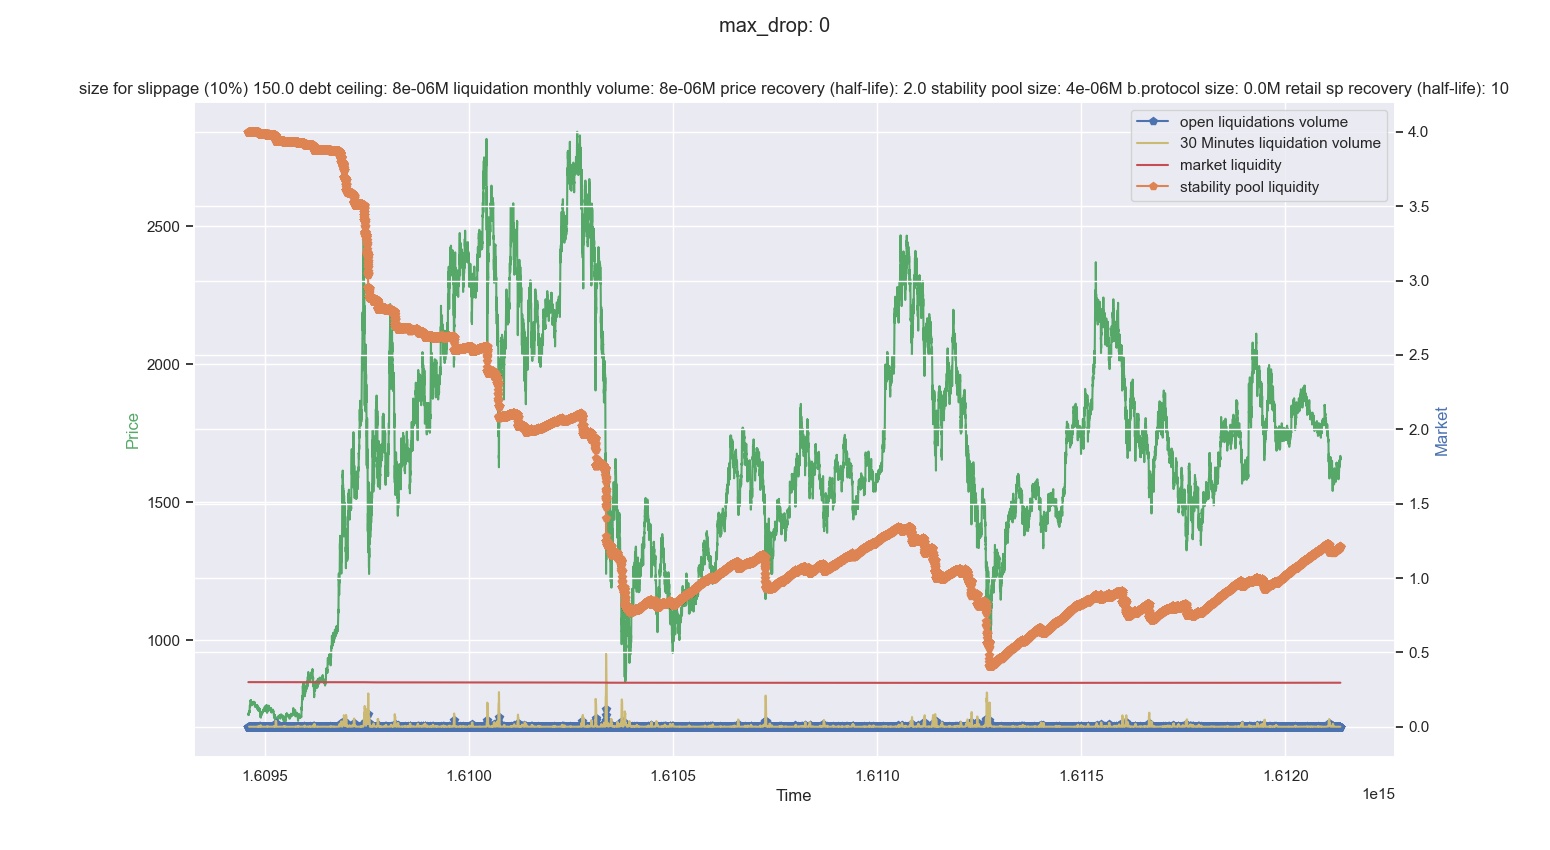 max_drop: 0
size for slippage (10%) 150.0 debt ceiling: 8e-06M liquidation monthly volume: 8e-06M price recovery (half-life): 2.0 stability pool size: 4e-06M b.protocol size: 0.0M retail sp recovery (half-life): 10
open liquidations volume
30 Minutes liquidation volume
market liquidity
stability pool liquidity
Price
2500
2000
1500
1000
4.0
3.5
3.0
2.5
2.0
1.5
1.0
0.5
0.0
Market
1.6095 1.6100 1.6105 1.6110 1.6115 1.6120
Time
1e15